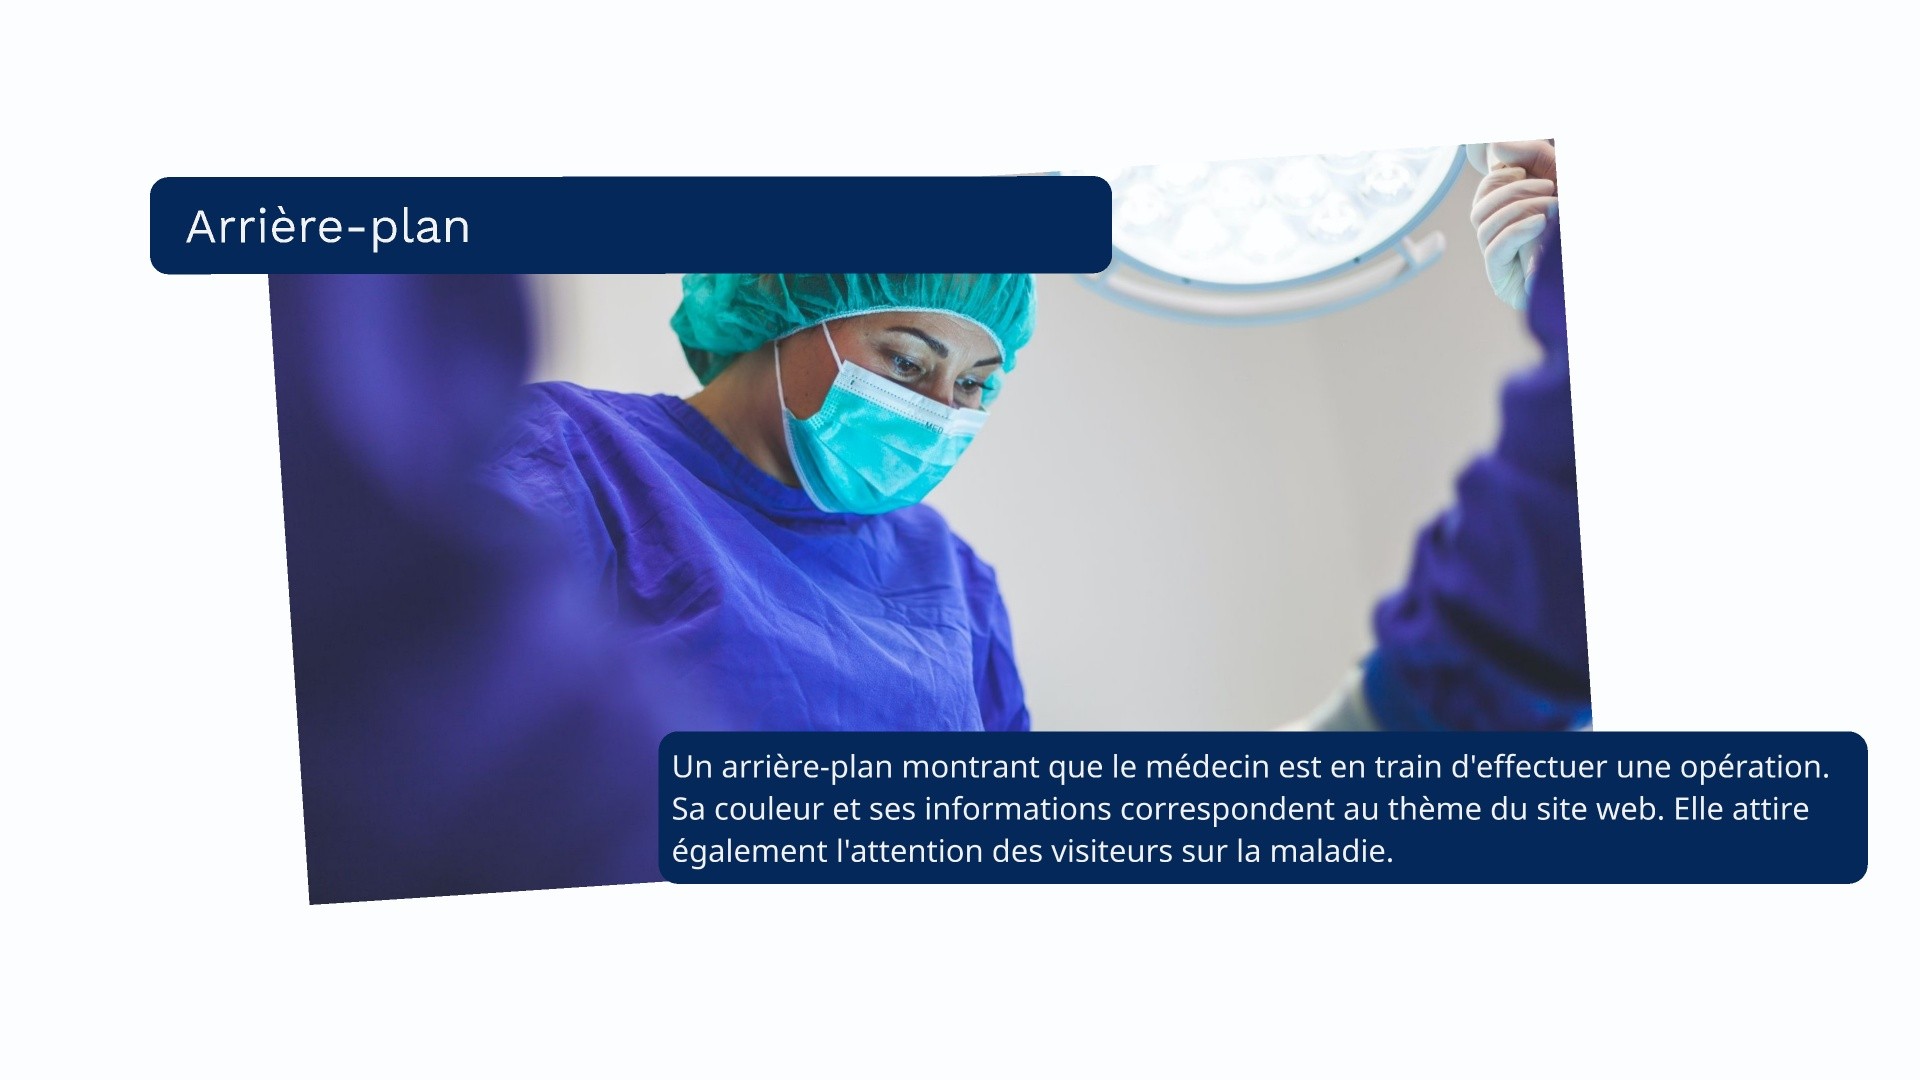 Arrière-plan
MED
Un arrière-plan montrant que le médecin est en train d'effectuer une opération.
Sa couleur et ses informations correspondent au thème du site web. Elle attire
également l'attention des visiteurs sur la maladie.